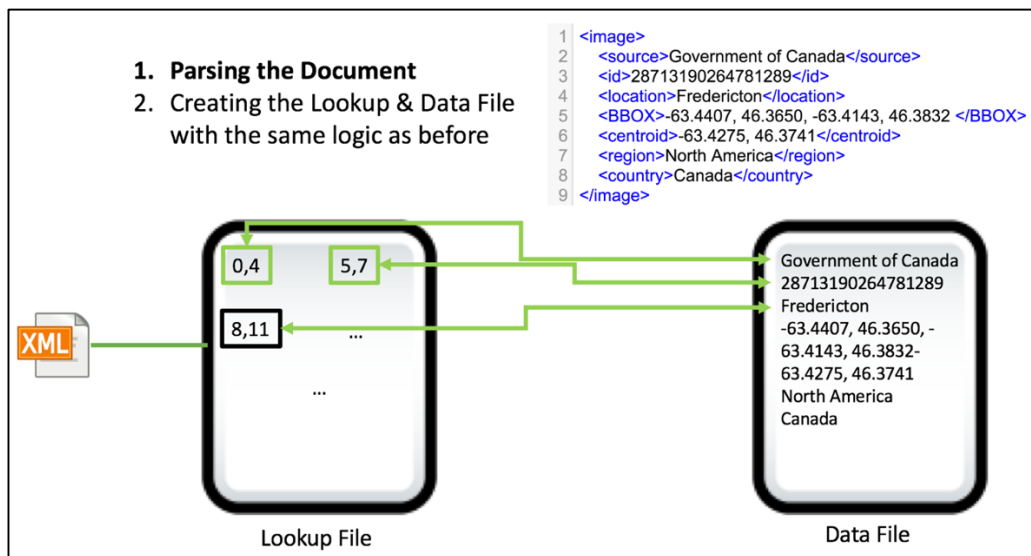 1. Parsing the Document
2. Creating the Lookup & Data File
with the same logic as before
1 <image>
2 <source>Government of Canada</source>
3 <id>28713190264781289</id>
4 <location>Fredericton</location>
5 <BBOX>-63.4407, 46.3650, -63.4143, 46.3832 </BBOX>
6 <centroid>-63.4275, 46.3741</centroid>
7 <region>North America</region>
8 <country>Canada</country>
9 </image>
XML
0,4 5,7
8,11 ...
...
Lookup File
Government of Canada
28713190264781289
Fredericton
-63.4407, 46.3650, -
63.4143, 46.3832-
63.4275, 46.3741
North America
Canada
Data File